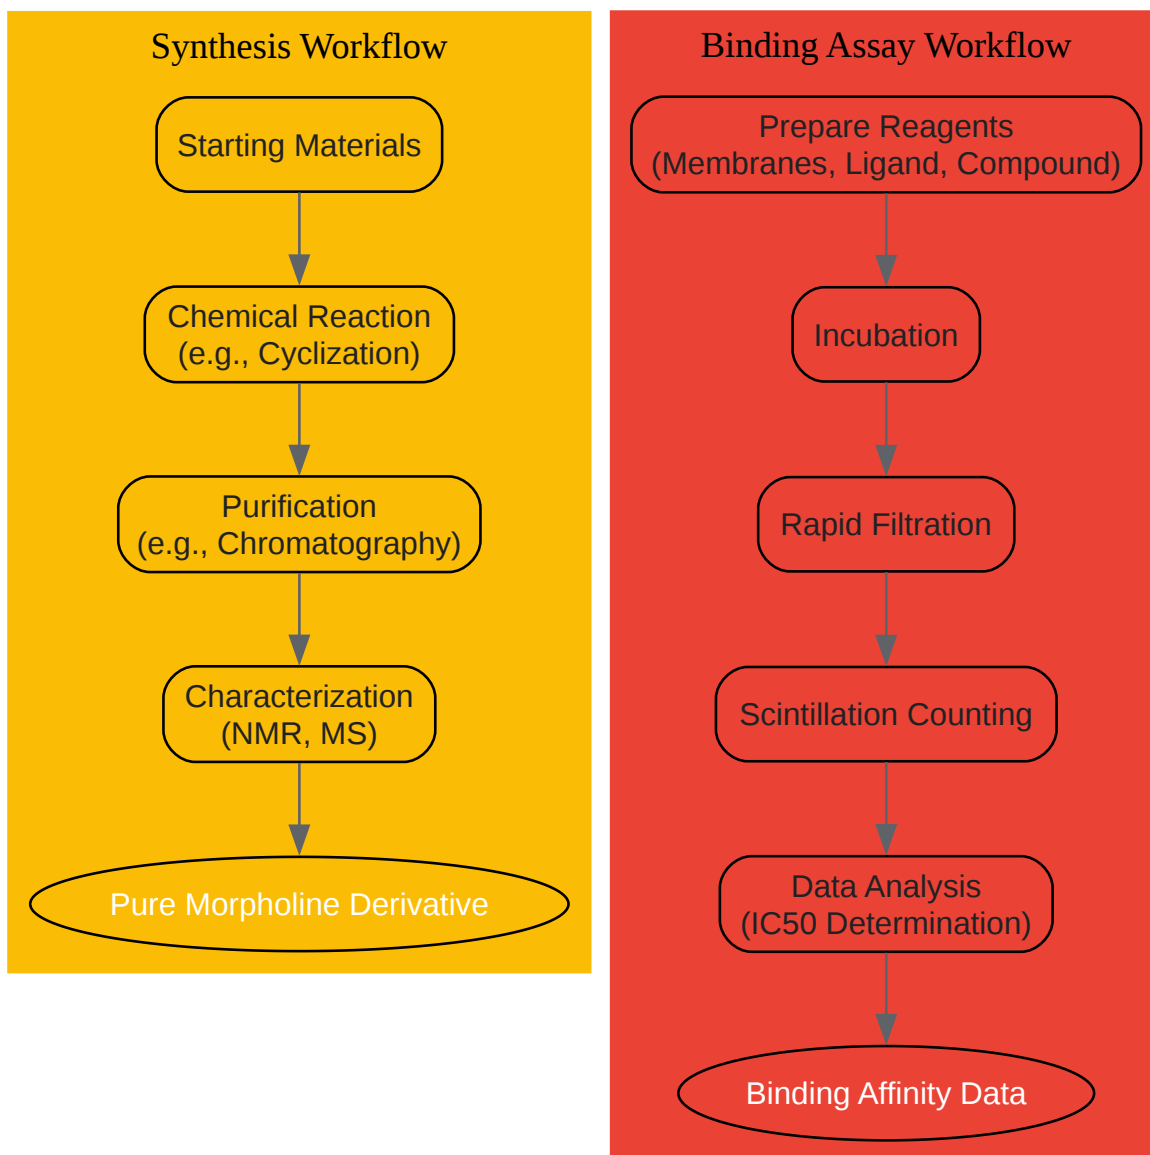 Synthesis Workflow
Starting Materials
Chemical Reaction
(e.g., Cyclization)
Purification
(e.g., Chromatography)
Characterization
(NMR, MS)
Pure Morpholine Derivative
Binding Assay Workflow
Prepare Reagents
(Membranes, Ligand, Compound)
Incubation
Rapid Filtration
Scintillation Counting
Data Analysis
(IC50 Determination)
Binding Affinity Data